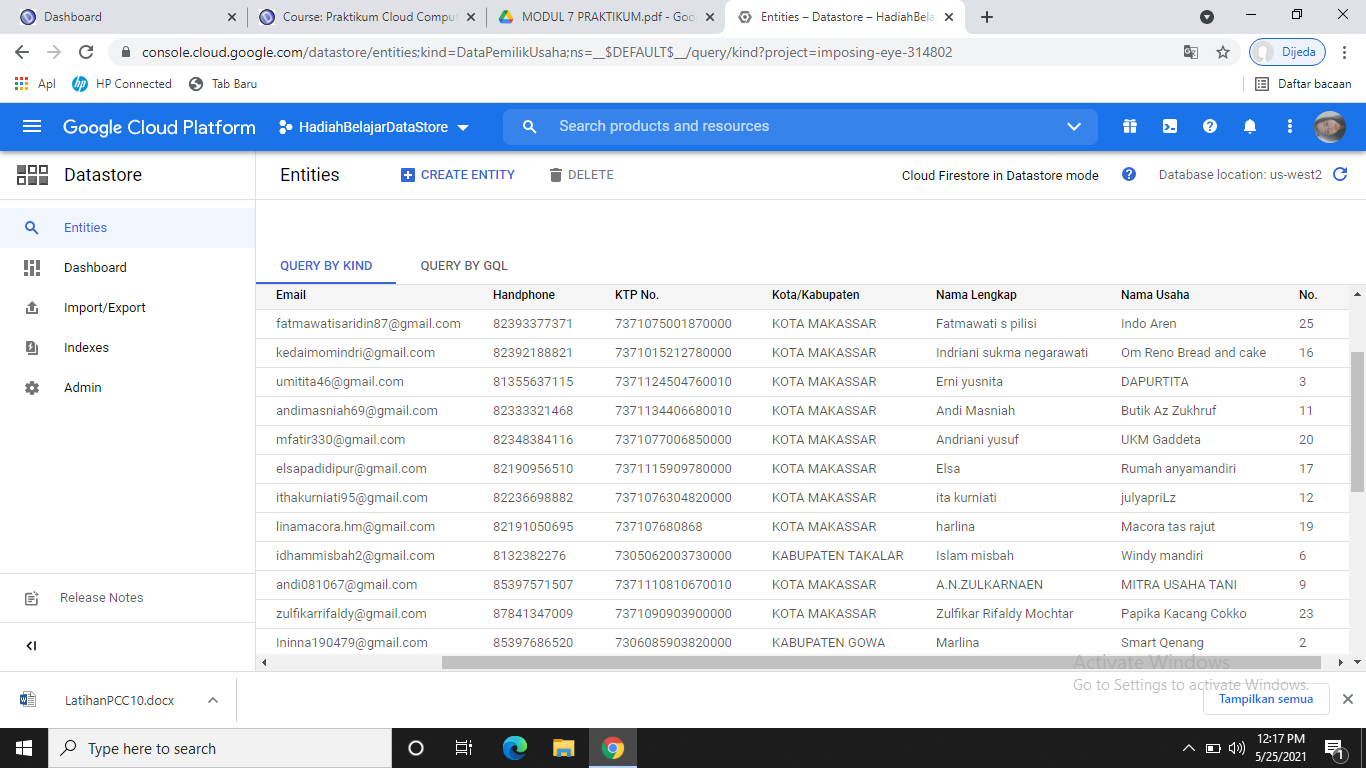 Dashboard
Course: Praktikum Cloud Comput
MODUL 7 PRAKTIKUM.pdf - Goo
Entities – Datastore – HadiahBela
console.cloud.google.com/datastore/entities;kind=DataPemilikUsaha;ns=__$DEFAULT$__/query/kind?project=imposing-eye-314802
Dijeda
Apl
HP Connected
Tab Baru
Daftar bacaan
Google Cloud Platform
HadiahBelajarDataStore
Search products and resources
Datastore
Entities
CREATE ENTITY
DELETE
Cloud Firestore in Datastore mode
Database location: us-west2
Entities
Dashboard
Import/Export
Indexes
Admin
Release Notes
QUERY BY KIND
QUERY BY GQL
Email Handphone KTP No. Kota/Kabupaten Nama Lengkap Nama Usaha No.
fatmawatisaridin87@gmail.com 82393377371 7371075001870000 KOTA MAKASSAR Fatmawati s pilisi Indo Aren 25
kedaimomindri@gmail.com 82392188821 7371015212780000 KOTA MAKASSAR Indriani sukma negarawati Om Reno Bread and cake 16
umitita46@gmail.com 81355637115 7371124504760010 KOTA MAKASSAR Erni yusnita DAPURTITA 3
andimasniah69@gmail.com 82333321468 7371134406680010 KOTA MAKASSAR Andi Masniah Butik Az Zukhruf 11
mfatir330@gmail.com 82348384116 7371077006850000 KOTA MAKASSAR Andriani yusuf UKM Gaddeta 20
elsapadidipur@gmail.com 82190956510 7371115909780000 KOTA MAKASSAR Elsa Rumah anyamandiri 17
ithakurniati95@gmail.com 82236698882 7371076304820000 KOTA MAKASSAR ita kurniati julyapriLz 12
linamacora.hm@gmail.com 82191050695 737107680868 KOTA MAKASSAR harlina Macora tas rajut 19
idhammisbah2@gmail.com 8132382276 7305062003730000 KABUPATEN TAKALAR Islam misbah Windy mandiri 6
andi081067@gmail.com 85397571507 7371110810670010 KOTA MAKASSAR A.N.ZULKARNAEN MITRA USAHA TANI 9
zulfikarrifaldy@gmail.com 87841347009 7371090903900000 KOTA MAKASSAR Zulfikar Rifaldy Mochtar Papika Kacang Cokko 23
Ininna190479@gmail.com 85397686520 7306085903820000 KABUPATEN GOWA Marlina Smart Qenang 2
Activate Windows
Go to Settings to activate Windows.
LatihanPCC10.docx
Tampilkan semua
Type here to search
12:17 PM
5/25/2021
1